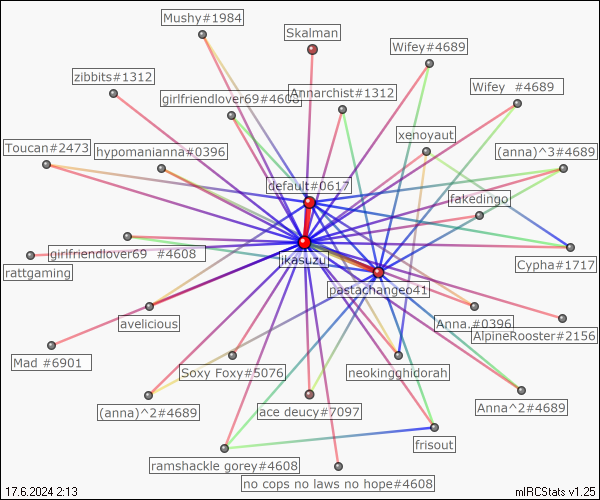 Mushy#1984
Skalman
Wifey#4689
zibbits#1312
girlfriendlover69#4608
Annarchist#1312
Wifey  #4689
xenoyaut
Toucan#2473
hypomanianna#0396
(anna)^3#4689
default#0617
fakedingo
girlfriendlover69  #4608
likasuzu
Cypha#1717
rattgaming
pastachangeo41
avelicious
Anna.#0396
AlpineRooster#2156
Mad #6901
Soxy Foxy#5076
neokingghidorah
(anna)^2#4689
ace deucy#7097
Anna^2#4689
frisout
ramshackle gorey#4608
no cops no laws no hope#4608
17.6.2024 2:13
mIRCStats v1.25